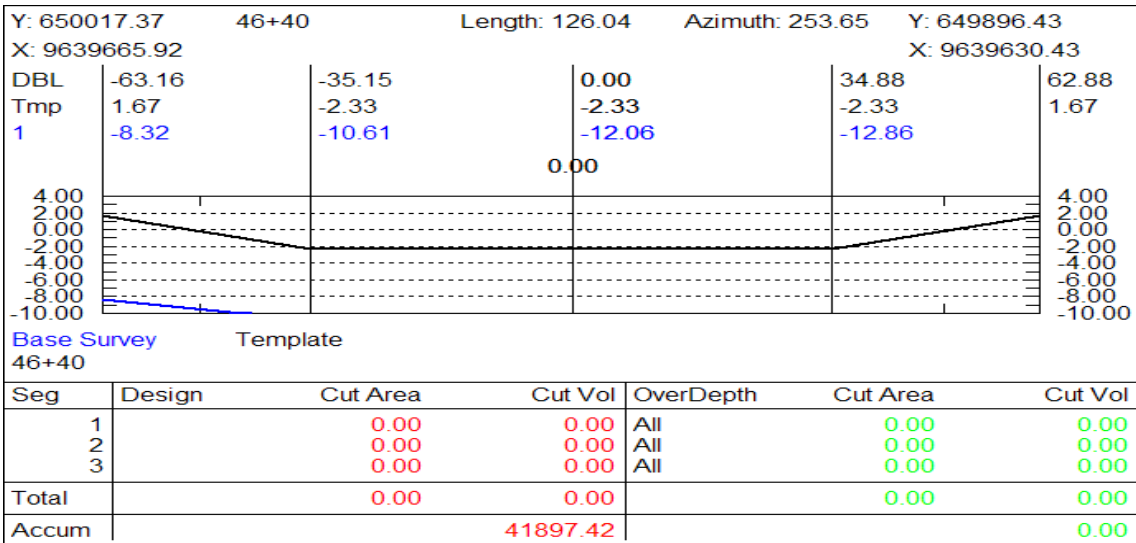 Y: 650017.37 46+40 Length: 126.04 Azimuth: 253.65 Y: 649896.43
X: 9639665.92 X: 9639630.43
DBL -63.16 -35.15 0.00 34.88 62.88
Tmp 1.67 -2.33 -2.33 -2.33 1.67
1 -8.32 -10.61 -12.06 -12.86
0.00
4.00 4.00
2.00 2.00
0.00 0.00
-2.00 -2.00
-4.00 -4.00
-6.00 -6.00
-8.00 -8.00
-10.00 -10.00
Base Survey Template
46+40
Seg Design Cut Area Cut Vol OverDepth Cut Area Cut Vol
1 0.00 0.00 All 0.00 0.00
2 0.00 0.00 All 0.00 0.00
3 0.00 0.00 All 0.00 0.00
Total 0.00 0.00 0.00 0.00
Accum 41897.42 0.00